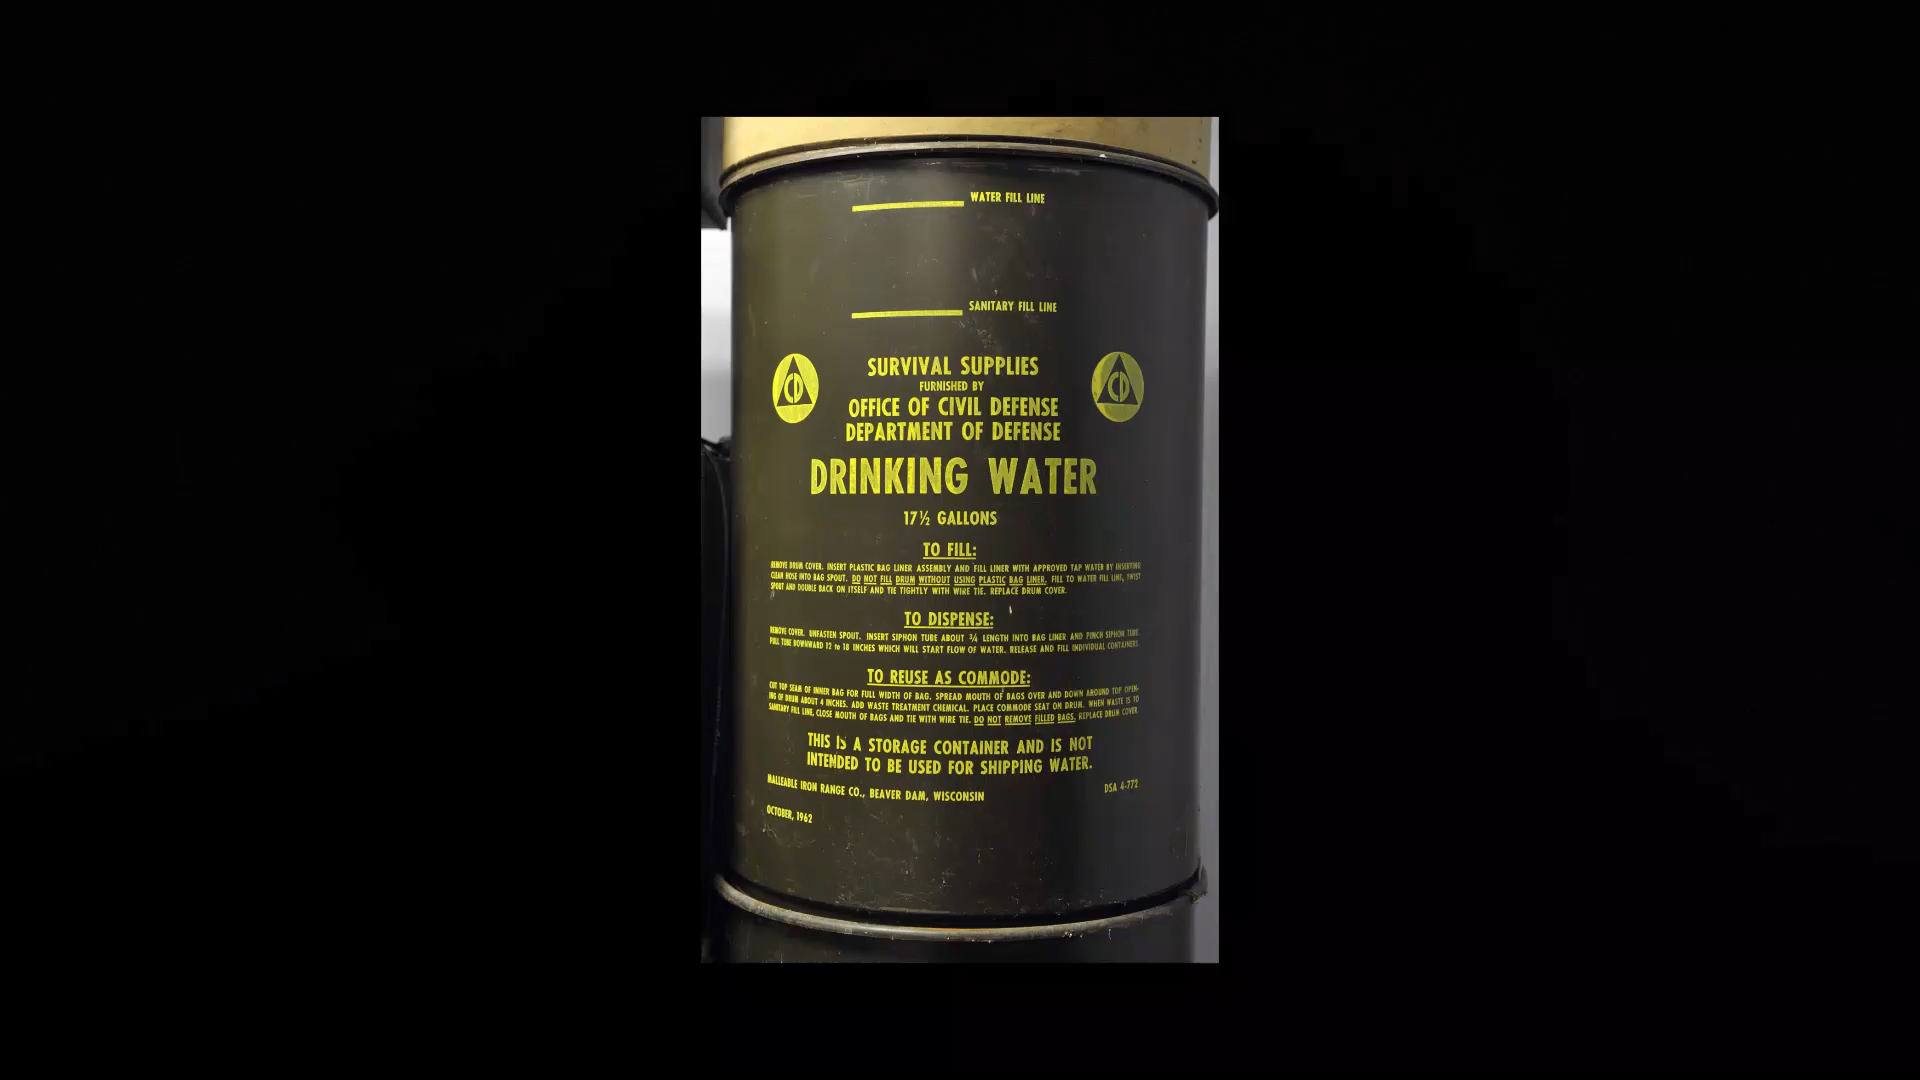 WATER FILL LINE
SANITARY FILL LINE
CD
CD
SURVIVAL SUPPLIES
FURNISHED BY
OFFICE OF CIVIL DEFENSE
DEPARTMENT OF DEFENSE
DRINKING WATER
17½ GALLONS
TO FILL:
REMOVE DRUM COVER. INSERT PLASTIC BAG LINER ASSEMBLY AND FILL LINER WITH APPROVED TAP WATER BY INSERTING
CLEAN HOSE INTO BAG SPOUT. DO NOT FILL DRUM WITHOUT USING PLASTIC BAG LINER. FILL TO WATER FILL LINE, TWIST
SPOUT AND DOUBLE BACK ON ITSELF AND TIE TIGHTLY WITH WIRE TIE. REPLACE DRUM COVER.
TO DISPENSE:
REMOVE COVER. UNFASTEN SPOUT. INSERT SIPHON TUBE ABOUT ¾ LENGTH INTO BAG LINER AND PINCH SIPHON TUBE.
PULL TUBE DOWNWARD 12 to 18 INCHES WHICH WILL START FLOW OF WATER. RELEASE AND FILL INDIVIDUAL CONTAINERS.
TO REUSE AS COMMODE:
CUT TOP SEAM OF INNER BAG FOR FULL WIDTH OF BAG. SPREAD MOUTH OF BAGS OVER AND DOWN AROUND TOP OPEN-
ING OF DRUM ABOUT 4 INCHES. ADD WASTE TREATMENT CHEMICAL. PLACE COMMODE SEAT ON DRUM. WHEN WASTE IS TO
SANITARY FILL LINE, CLOSE MOUTH OF BAGS AND TIE WITH WIRE TIE. DO NOT REMOVE FILLED BAGS. REPLACE DRUM COVER.
THIS IS A STORAGE CONTAINER AND IS NOT
INTENDED TO BE USED FOR SHIPPING WATER.
MALLEABLE IRON RANGE CO., BEAVER DAM, WISCONSIN
DSA 4-772
OCTOBER, 1962